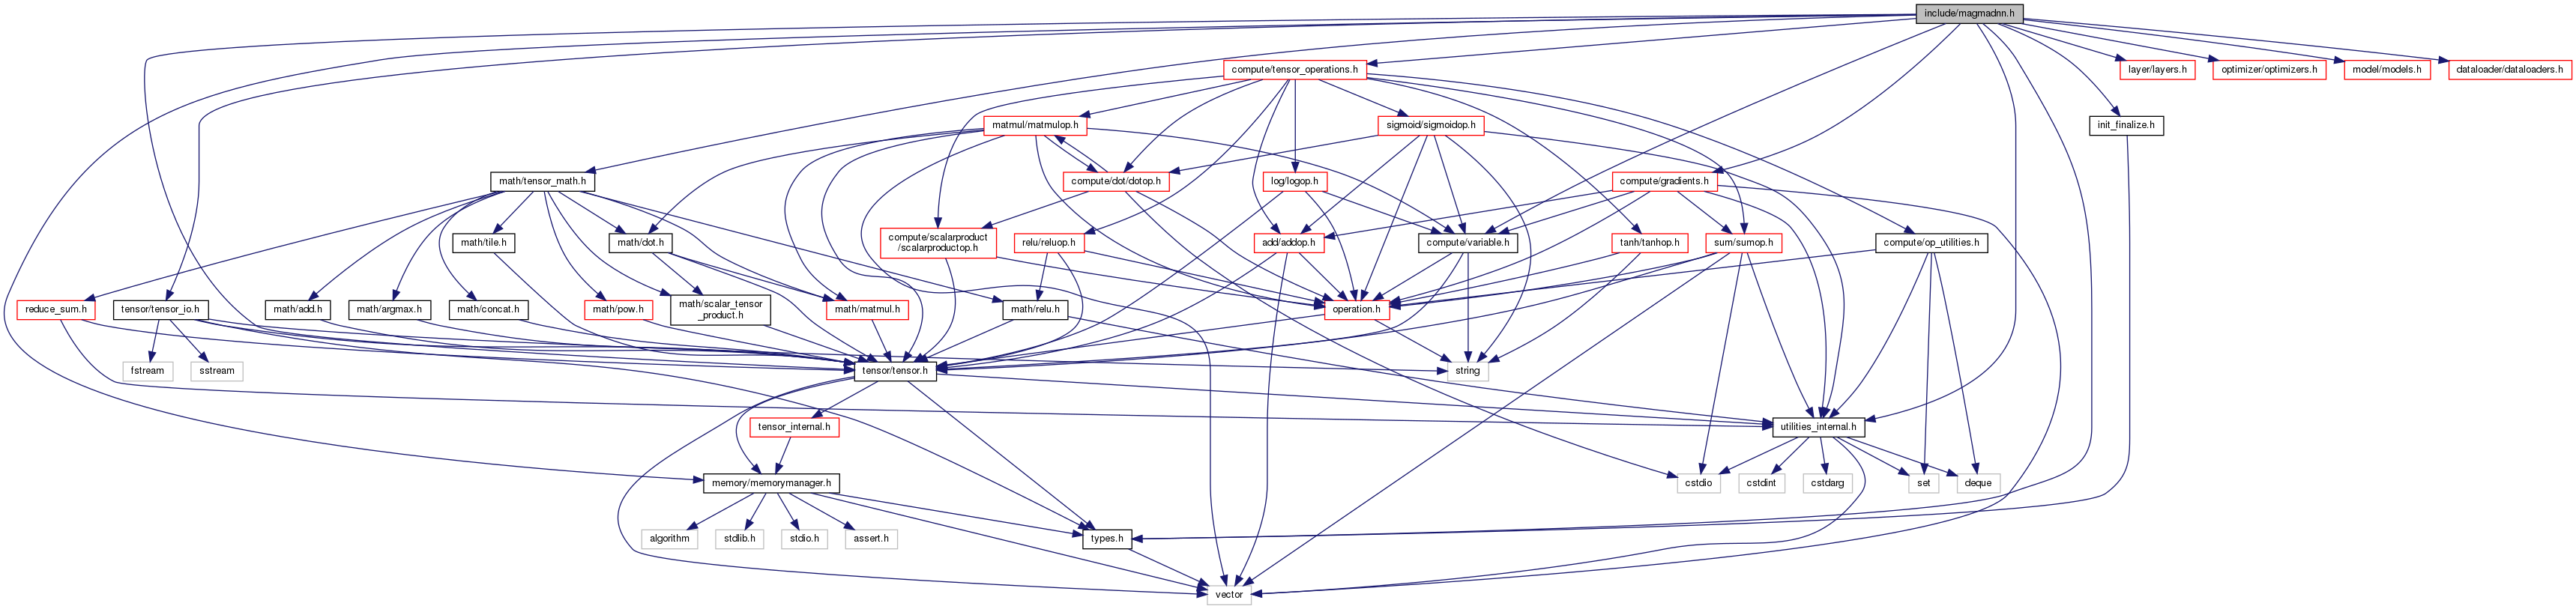 include/magmadnn.h
compute/tensor_operations.h
layer/layers.h
optimizer/optimizers.h
model/models.h
dataloader/dataloaders.h
matmul/matmulop.h
sigmoid/sigmoidop.h
init_finalize.h
math/tensor_math.h
compute/dot/dotop.h
log/logop.h
compute/gradients.h
math/tile.h
math/dot.h
compute/scalarproduct
/scalarproductop.h
relu/reluop.h
add/addop.h
compute/variable.h
tanh/tanhop.h
sum/sumop.h
compute/op_utilities.h
reduce_sum.h
tensor/tensor_io.h
math/add.h
math/argmax.h
math/concat.h
math/pow.h
math/scalar_tensor
_product.h
math/matmul.h
math/relu.h
operation.h
fstream
sstream
tensor/tensor.h
string
tensor_internal.h
utilities_internal.h
memory/memorymanager.h
cstdio
cstdint
cstdarg
set
deque
algorithm
stdlib.h
stdio.h
assert.h
types.h
vector